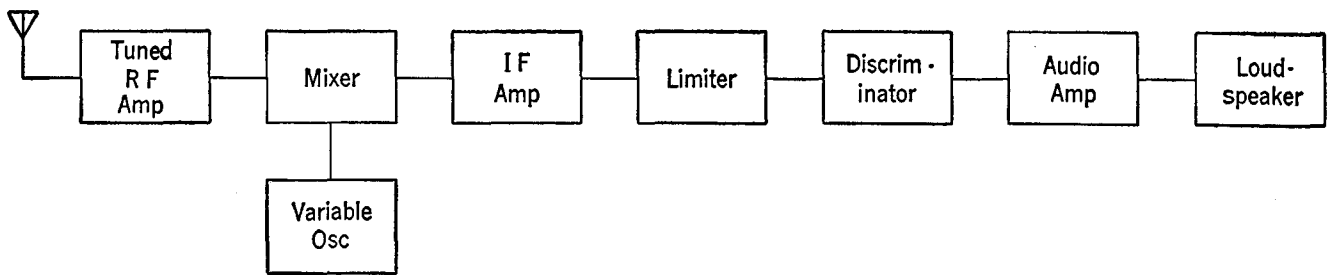 Tuned
R F
Amp
Mixer
I F
Amp
Limiter
Discrim -
inator
Audio
Amp
Loud-
speaker
Variable
Osc